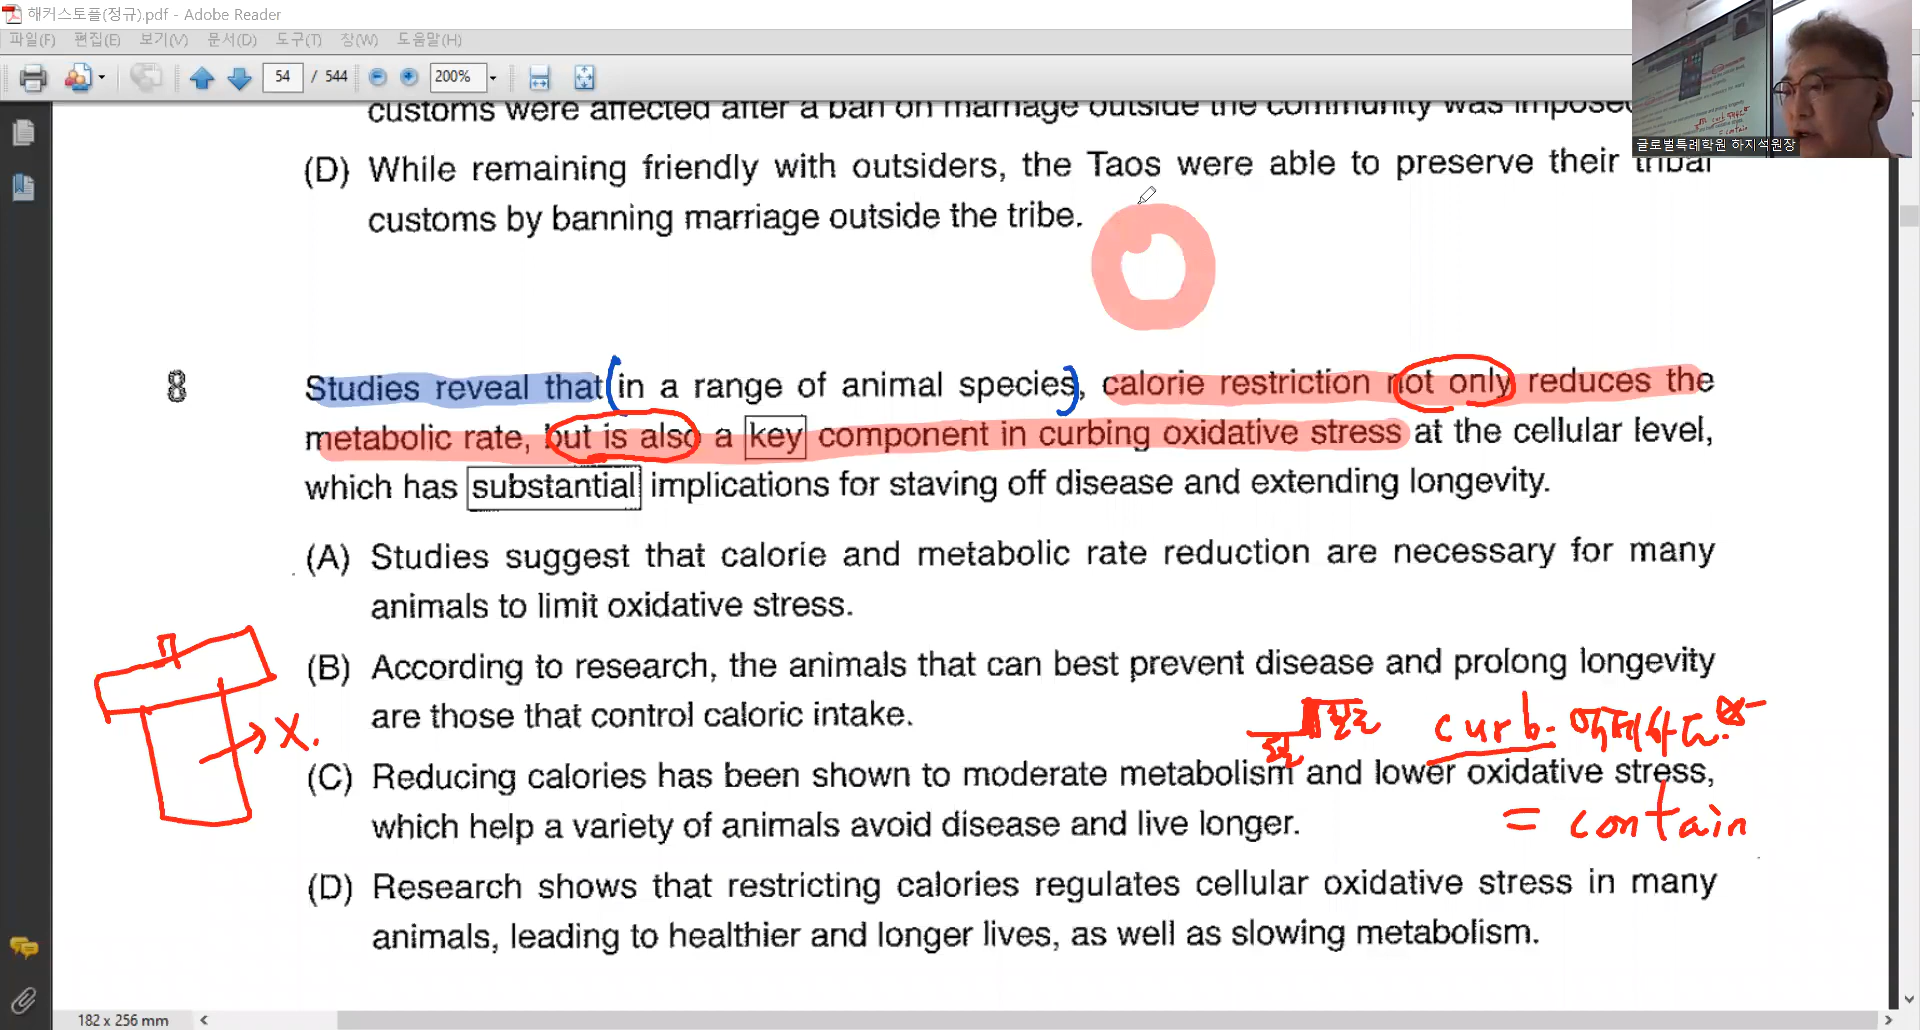 해커스토플(정규).pdf - Adobe Reader
파일(F) 편집(E) 보기(V) 문서(D) 도구(T) 창(W) 도움말(H)
54 / 544 200%
글로벌특례학원 하지석원장
customs were affected after a ban on marriage outside the community was imposed
(D) While remaining friendly with outsiders, the Taos were able to preserve their tribal
customs by banning marriage outside the tribe.
8 Studies reveal that in a range of animal species, calorie restriction not only reduces the
metabolic rate, but is also a key component in curbing oxidative stress at the cellular level,
which has substantial implications for staving off disease and extending longevity.
(A) Studies suggest that calorie and metabolic rate reduction are necessary for many
animals to limit oxidative stress.
(B) According to research, the animals that can best prevent disease and prolong longevity
are those that control caloric intake.
curb
X.
(C) Reducing calories has been shown to moderate metabolism and lower oxidative stress,
which help a variety of animals avoid disease and live longer.
= contain
(D) Research shows that restricting calories regulates cellular oxidative stress in many
animals, leading to healthier and longer lives, as well as slowing metabolism.
182 x 256 mm